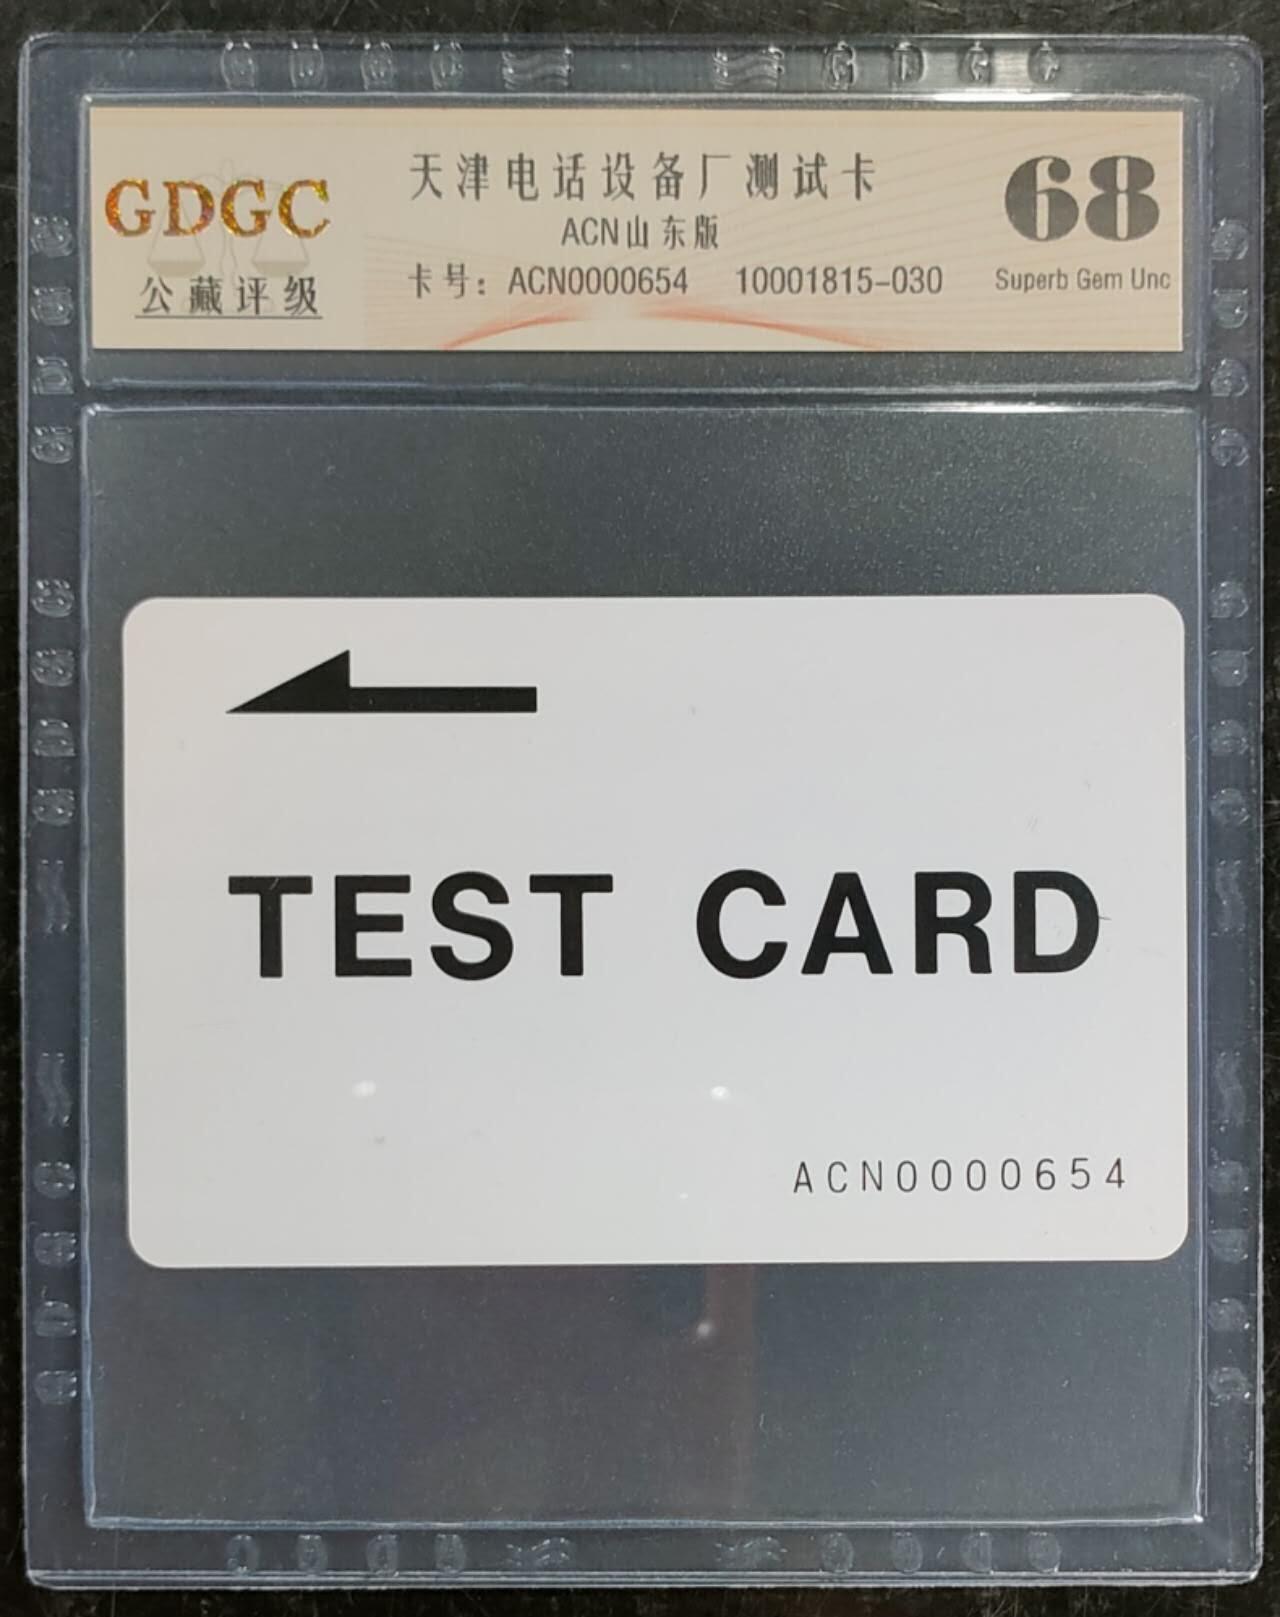 GDGC
公藏评级
天津电话设备厂测试卡
ACN山东版
卡号：ACN0000654 10001815-030
68
Superb Gem Unc
TEST CARD
ACN0000654